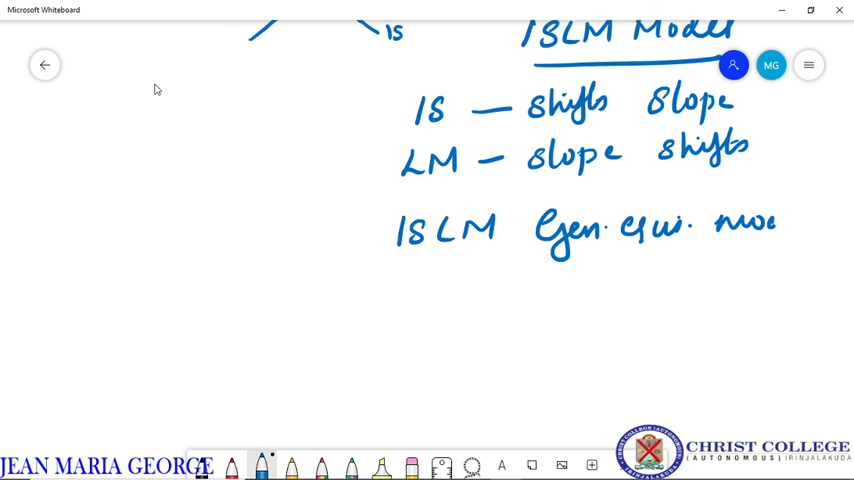 Microsoft Whiteboard
IS
ISLM Model
MG
IS — Shifts Slope
LM — Slope Shifts
ISLM Gen. equi. mod
A
JEAN MARIA GEORGE
CHRIST COLLEGE
(AUTONOMOUS) IRINJALAKUDA